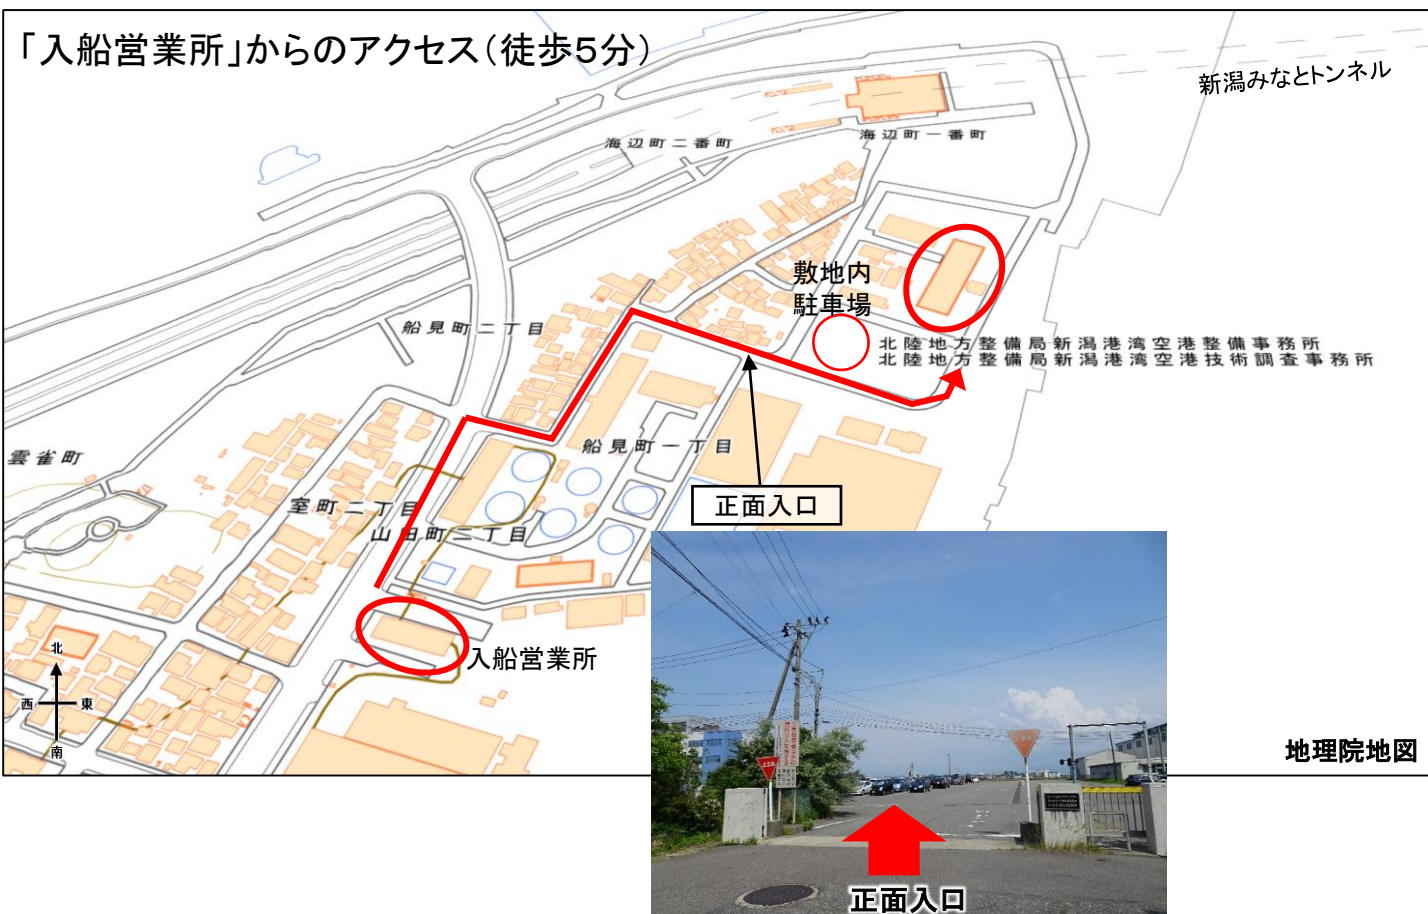 「入船営業所」からのアクセス（徒歩５分）
新潟みなとトンネル
海辺町二番町
海辺町一番町
敷地内
駐車場
船見町二丁目
北陸地方整備局新潟港湾空港整備事務所
北陸地方整備局新潟港湾空港技術調査事務所
船見町一丁目
雲雀町
正面入口
室町二丁目
山田町二丁目
入船営業所
北
西
東
南
地理院地図
止まれ
正面入口